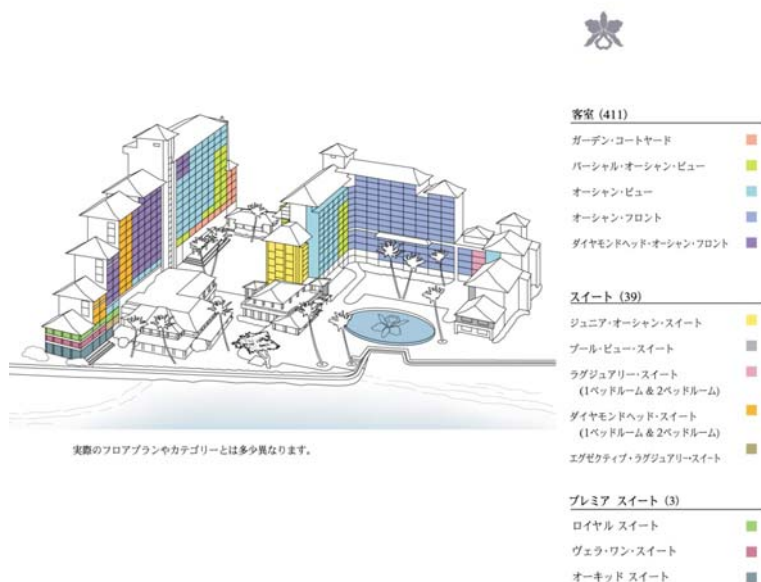 客室 (411)
ガーデン・コートヤード
パーシャル・オーシャン・ビュー
オーシャン・ビュー
オーシャン・フロント
ダイヤモンドヘッド・オーシャン・フロント
スイート (39)
ジュニア・オーシャン・スイート
プール・ビュー・スイート
ラグジュアリー・スイート
(1ベッドルーム & 2ベッドルーム)
ダイヤモンドヘッド・スイート
(1ベッドルーム & 2ベッドルーム)
エグゼクティブ・ラグジュアリー・スイート
プレミア スイート (3)
ロイヤル スイート
ヴェラ・ワン・スイート
オーキッド スイート
実際のフロアプランやカテゴリーとは多少異なります。